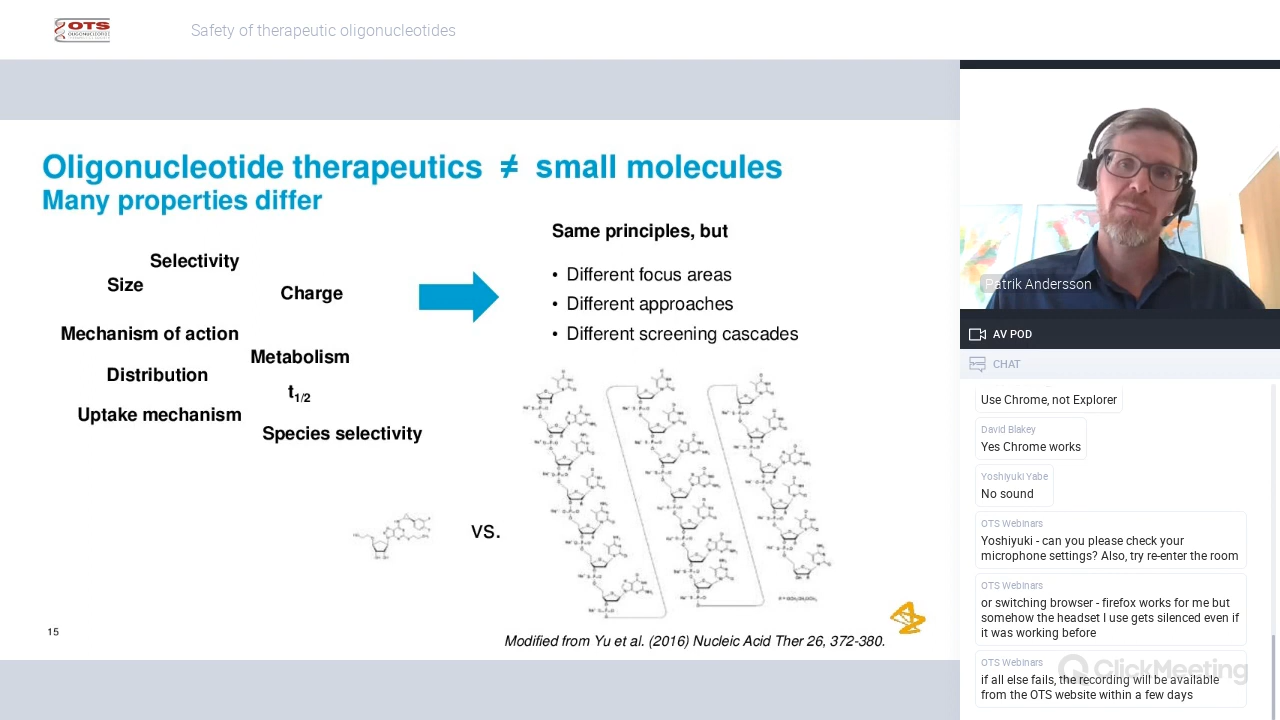 OTS
OLIGONUCLEOTIDE
Safety of therapeutic oligonucleotides
Oligonucleotide therapeutics ≠ small molecules
Many properties differ
Selectivity
Size
Charge
Mechanism of action
Metabolism
Distribution
t1/2
Uptake mechanism
Species selectivity
Same principles, but
• Different focus areas
• Different approaches
• Different screening cascades
vs.
15
Modified from Yu et al. (2016) Nucleic Acid Ther 26, 372-380.
Patrik Andersson
AV POD
CHAT
Use Chrome, not Explorer
David Blakey
Yes Chrome works
Yoshiyuki Yabe
No sound
OTS Webinars
Yoshiyuki - can you please check your
microphone settings? Also, try re-enter the room
OTS Webinars
or switching browser - firefox works for me but
somehow the headset I use gets silenced even if
it was working before
OTS Webinars
if all else fails, the recording will be available
from the OTS website within a few days
ClickMeeting